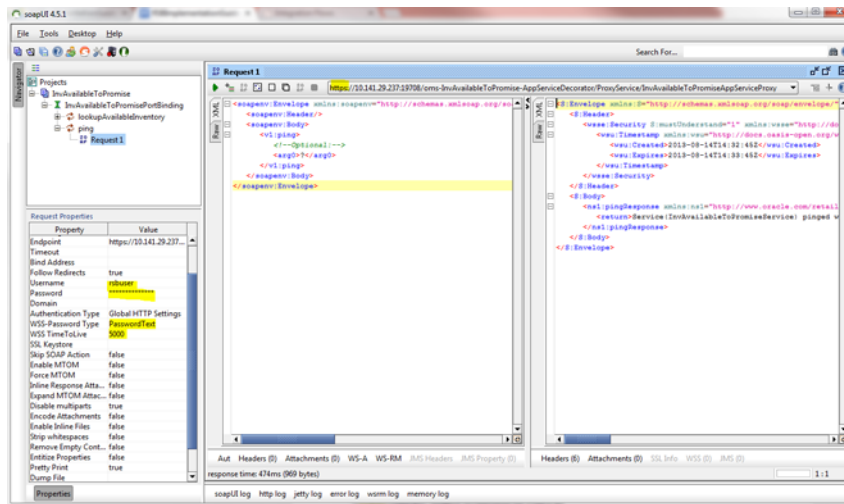 soapUI 4.5.1
File Tools Desktop Help
Search For...
Navigator
Projects
InvAvailableToPromise
InvAvailableToPromisePortBinding
lookupAvailableInventory
ping
Request 1
Request Properties
Property Value
Endpoint https://10.141.29.237...
Timeout
Bind Address
Follow Redirects true
Username rsbuser
Password **************
Domain
Authentication Type Global HTTP Settings
WSS-Password Type PasswordText
WSS TimeToLive 5000
SSL Keystore
Skip SOAP Action false
Enable MTOM false
Force MTOM false
Inline Response Atta... false
Expand MTOM Attac... false
Disable multiparts true
Encode Attachments false
Enable Inline Files false
Strip whitespaces false
Remove Empty Cont... false
Entitize Properties false
Pretty Print true
Dump File
Properties
Request 1
https://10.141.29.237:19708/oms-InvAvailableToPromise-AppServiceDecorator/ProxyService/InvAvailableToPromiseAppServiceProxy
XML
Raw
<soapenv:Envelope xmlns:soapenv="http://schemas.xmlsoap.org/so
<soapenv:Header/>
<soapenv:Body>
<v1:ping>
<!--Optional:-->
<arg0>?</arg0>
</v1:ping>
</soapenv:Body>
</soapenv:Envelope>
Aut Headers (0) Attachments (0) WS-A WS-RM JMS Headers JMS Property (0)
XML
Raw
<S:Envelope xmlns:S="http://schemas.xmlsoap.org/soap/envelope/"
<S:Header>
<wsse:Security S:mustUnderstand="1" xmlns:wsse="http://do
<wsu:Timestamp xmlns:wsu="http://docs.oasis-open.org/w
<wsu:Created>2013-08-14T14:32:45Z</wsu:Created>
<wsu:Expires>2013-08-14T14:33:45Z</wsu:Expires>
</wsu:Timestamp>
</wsse:Security>
</S:Header>
<S:Body>
<ns1:pingResponse xmlns:ns1="http://www.oracle.com/retail
<return>Service(InvAvailableToPromiseService) pinged w
</ns1:pingResponse>
</S:Body>
</S:Envelope>
Headers (6) Attachments (0) SSL Info WSS (0) JMS (0)
response time: 474ms (969 bytes)
1 : 1
soapUI log http log jetty log error log wsrm log memory log